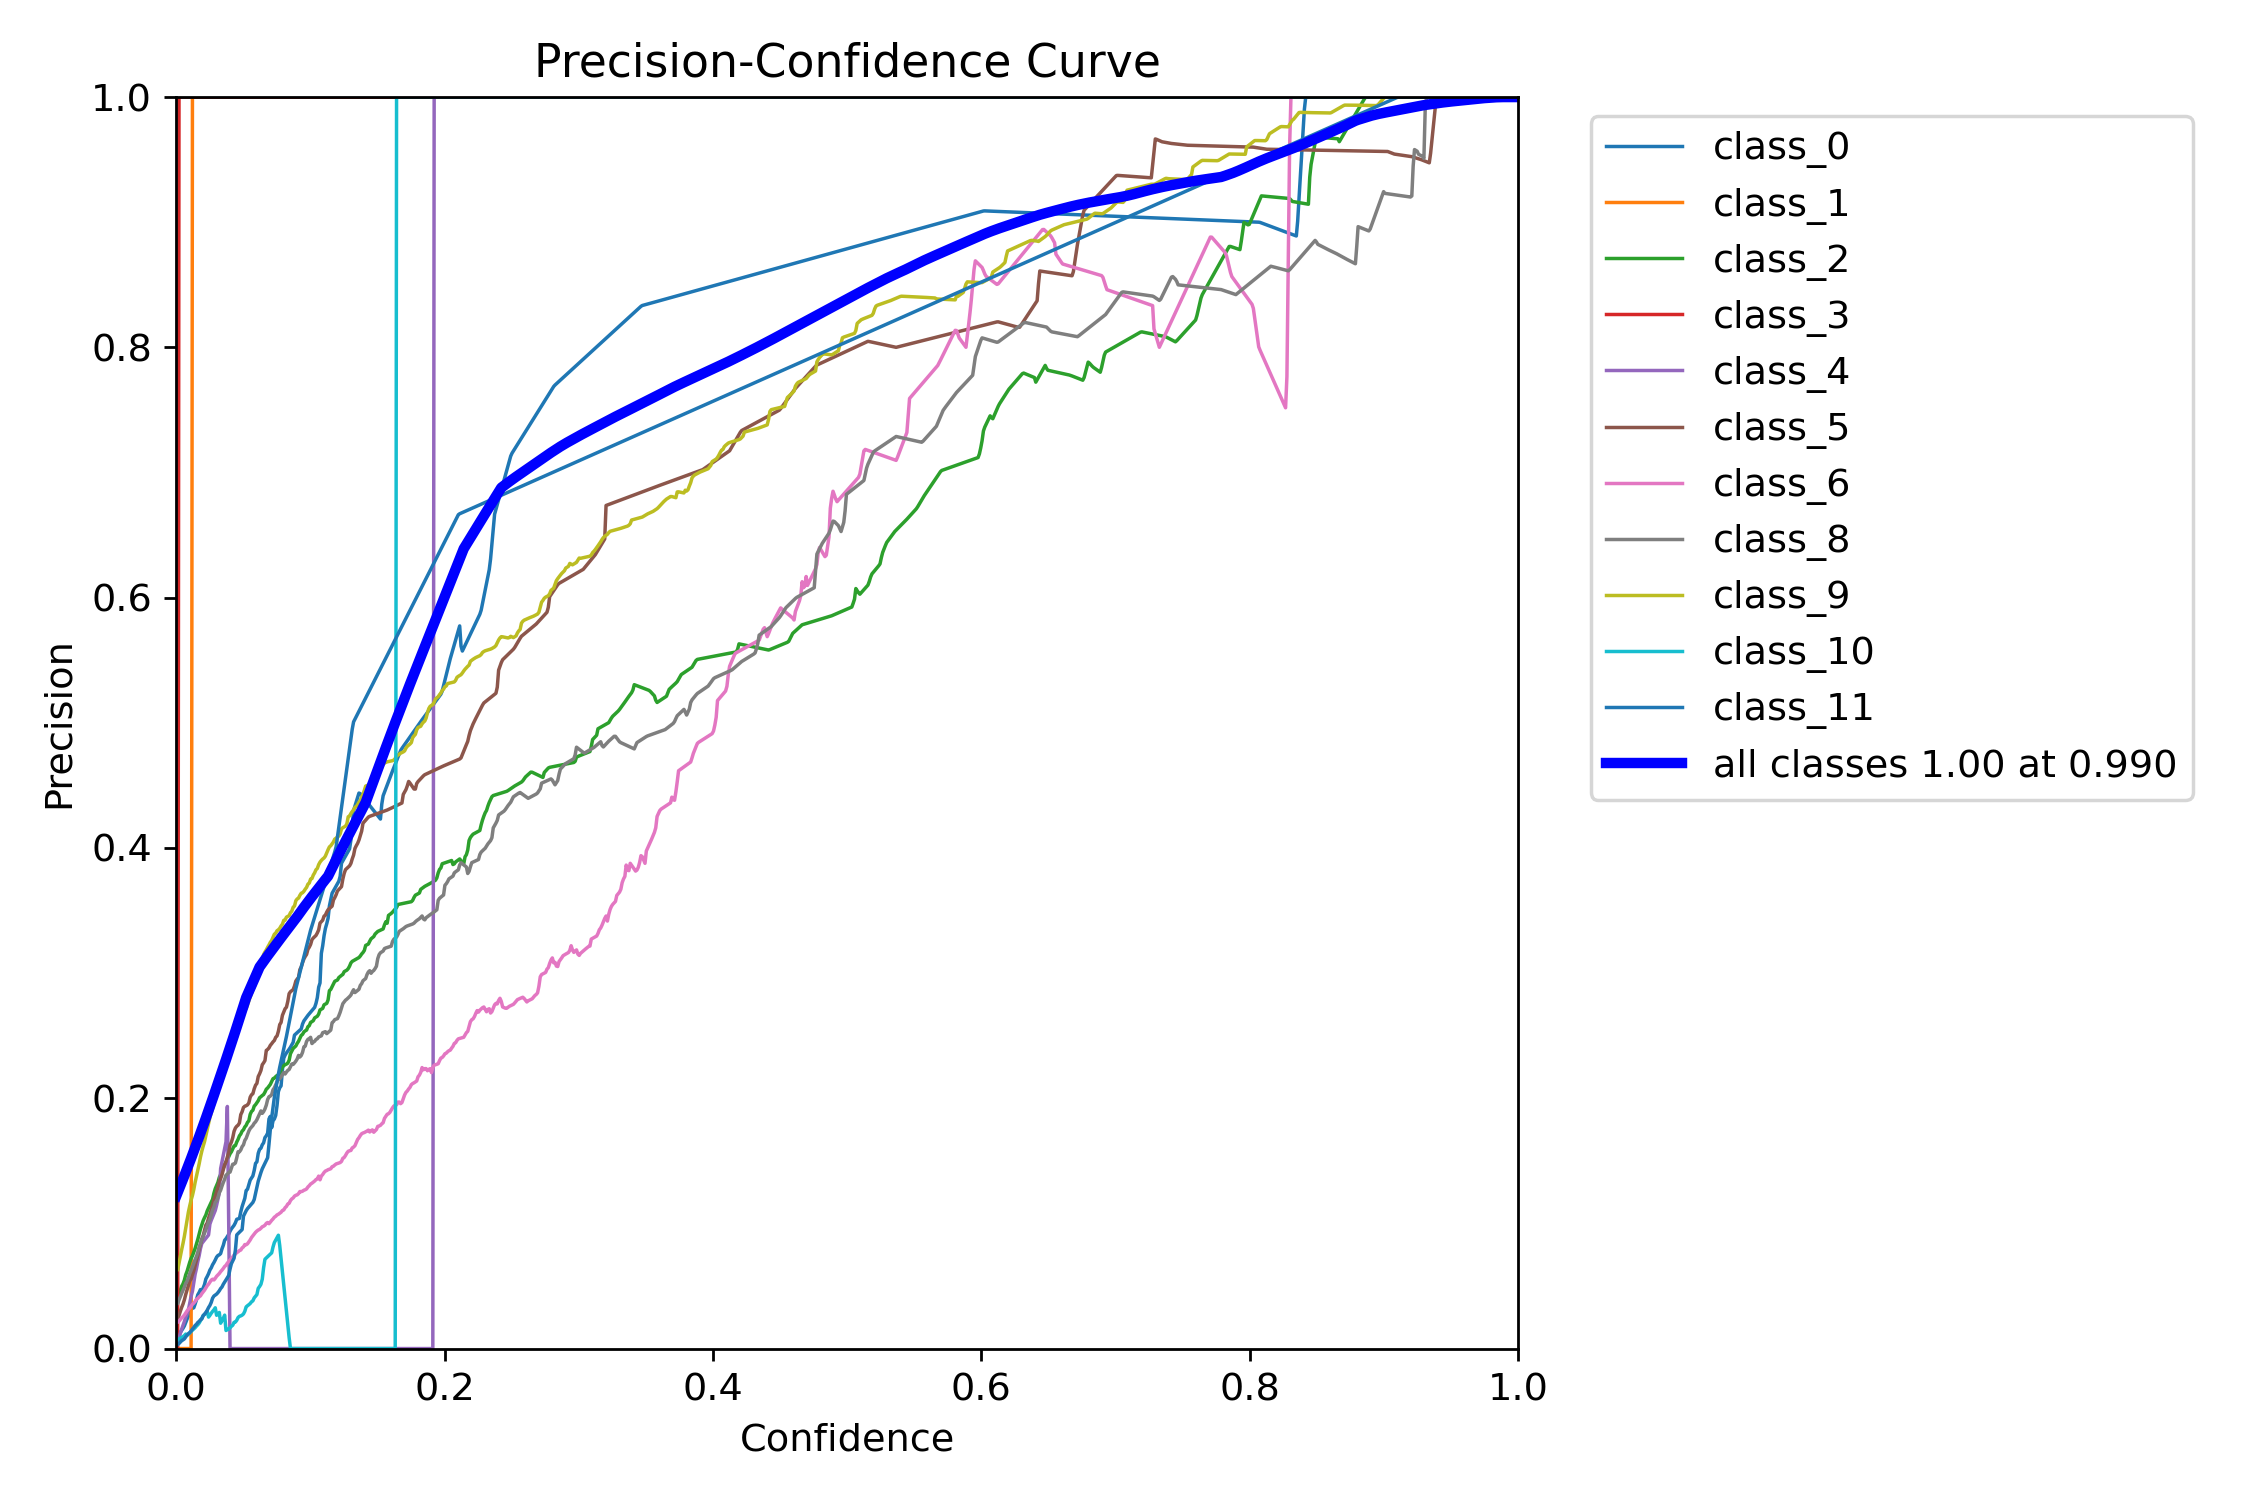 Precision-Confidence Curve
1.0
0.8
0.6
0.4
0.2
0.0
Precision
0.0 0.2 0.4 0.6 0.8 1.0
Confidence
class_0
class_1
class_2
class_3
class_4
class_5
class_6
class_8
class_9
class_10
class_11
all classes 1.00 at 0.990